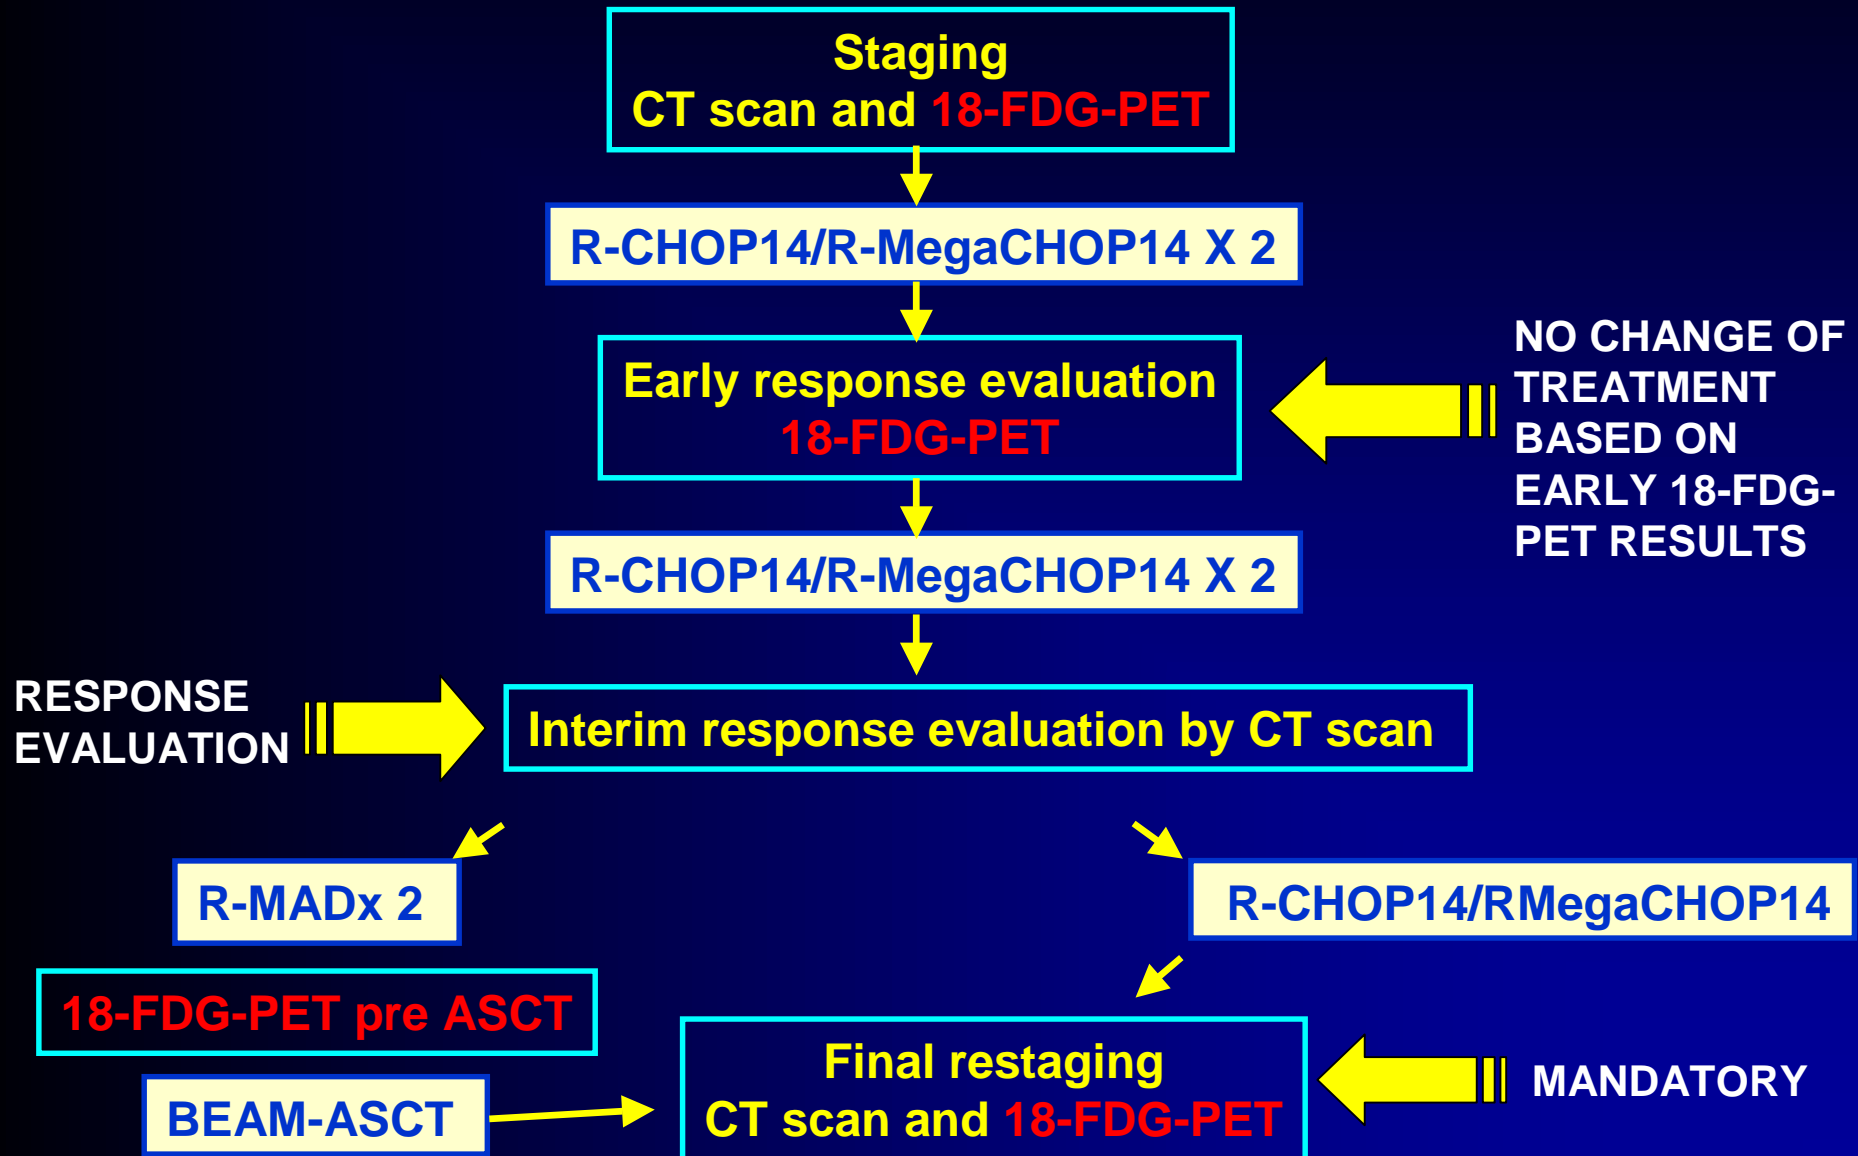 Staging
CT scan and 18-FDG-PET
R-CHOP14/R-MegaCHOP14 X 2
Early response evaluation
18-FDG-PET
NO CHANGE OF
TREATMENT
BASED ON
EARLY 18-FDG-
PET RESULTS
R-CHOP14/R-MegaCHOP14 X 2
RESPONSE
EVALUATION
Interim response evaluation by CT scan
R-MADx 2
R-CHOP14/RMegaCHOP14
18-FDG-PET pre ASCT
BEAM-ASCT
Final restaging
CT scan and 18-FDG-PET
MANDATORY